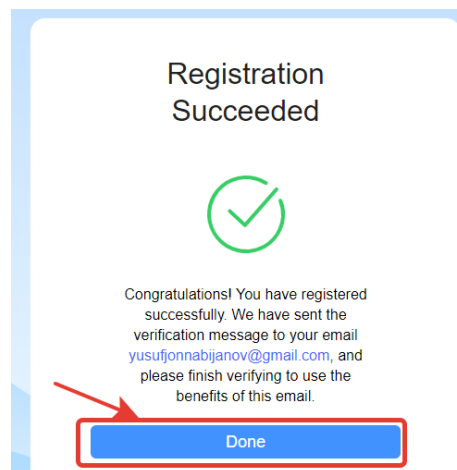 Registration
Succeeded
Congratulations! You have registered
successfully. We have sent the
verification message to your email
yusufjonnabijanov@gmail.com, and
please finish verifying to use the
benefits of this email.
Done